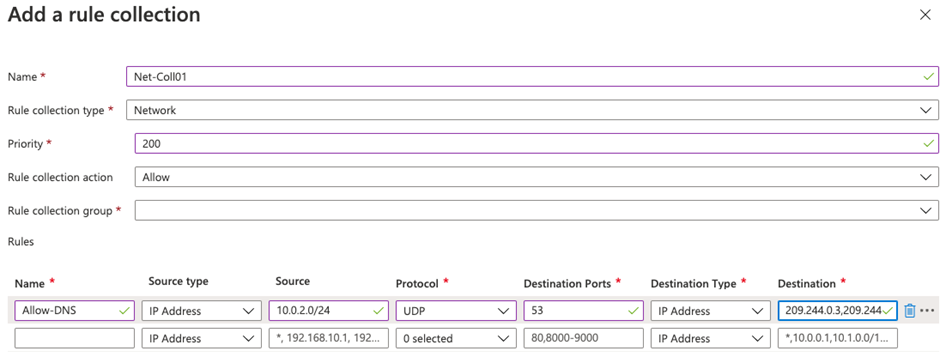 Add a rule collection
Name * Net-Coll01
Rule collection type * Network
Priority * 200
Rule collection action Allow
Rule collection group *
Rules
Name * Source type Source Protocol * Destination Ports * Destination Type * Destination *
Allow-DNS IP Address 10.0.2.0/24 UDP 53 IP Address 209.244.0.3,209.244
IP Address *, 192.168.10.1, 192... 0 selected 80,8000-9000 IP Address *,10.0.0.1,10.1.0.0/1...